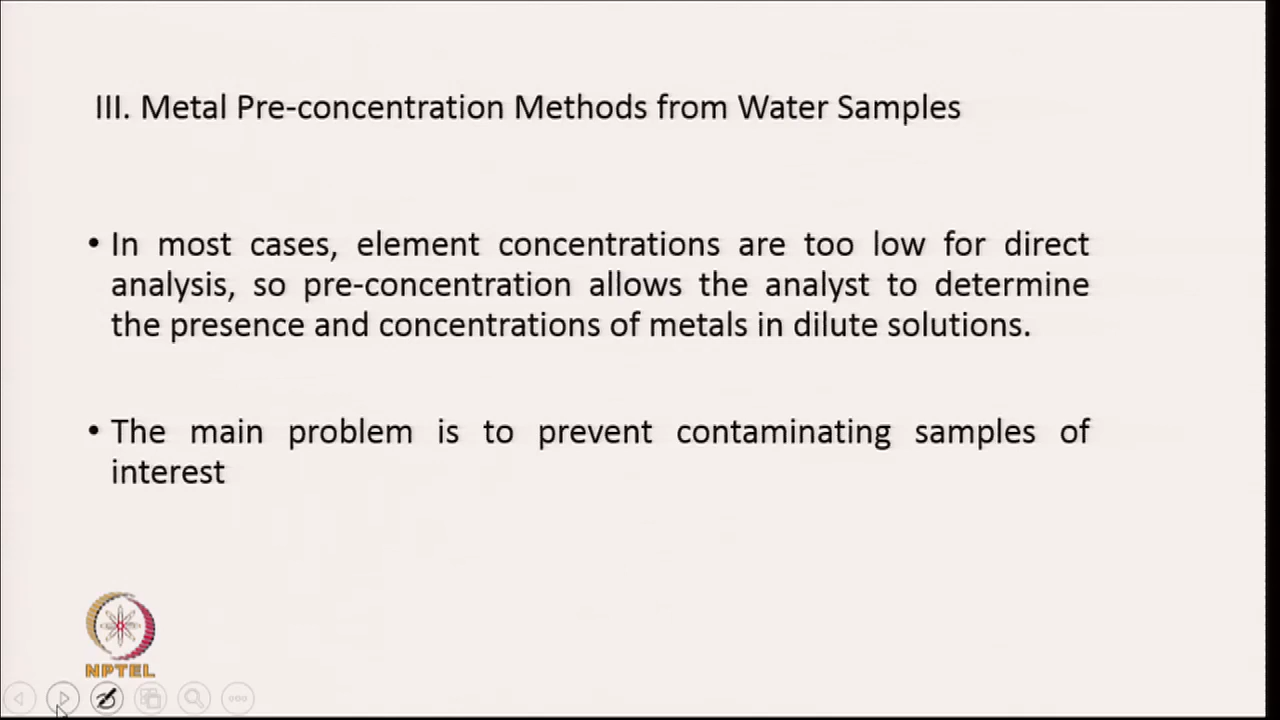 III. Metal Pre-concentration Methods from Water Samples
• In most cases, element concentrations are too low for direct
analysis, so pre-concentration allows the analyst to determine
the presence and concentrations of metals in dilute solutions.
• The main problem is to prevent contaminating samples of
interest
NPTEL